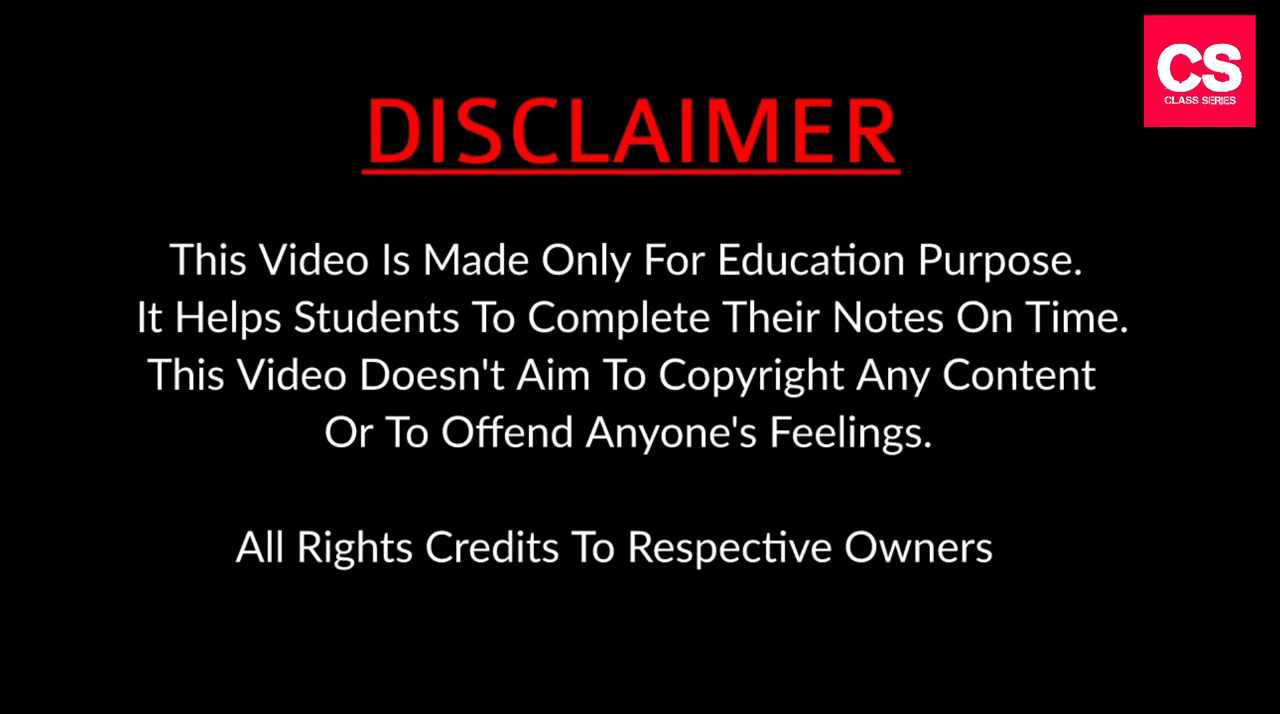 CS
CLASS SERIES
DISCLAIMER
This Video Is Made Only For Education Purpose.
It Helps Students To Complete Their Notes On Time.
This Video Doesn't Aim To Copyright Any Content
Or To Offend Anyone's Feelings.
All Rights Credits To Respective Owners